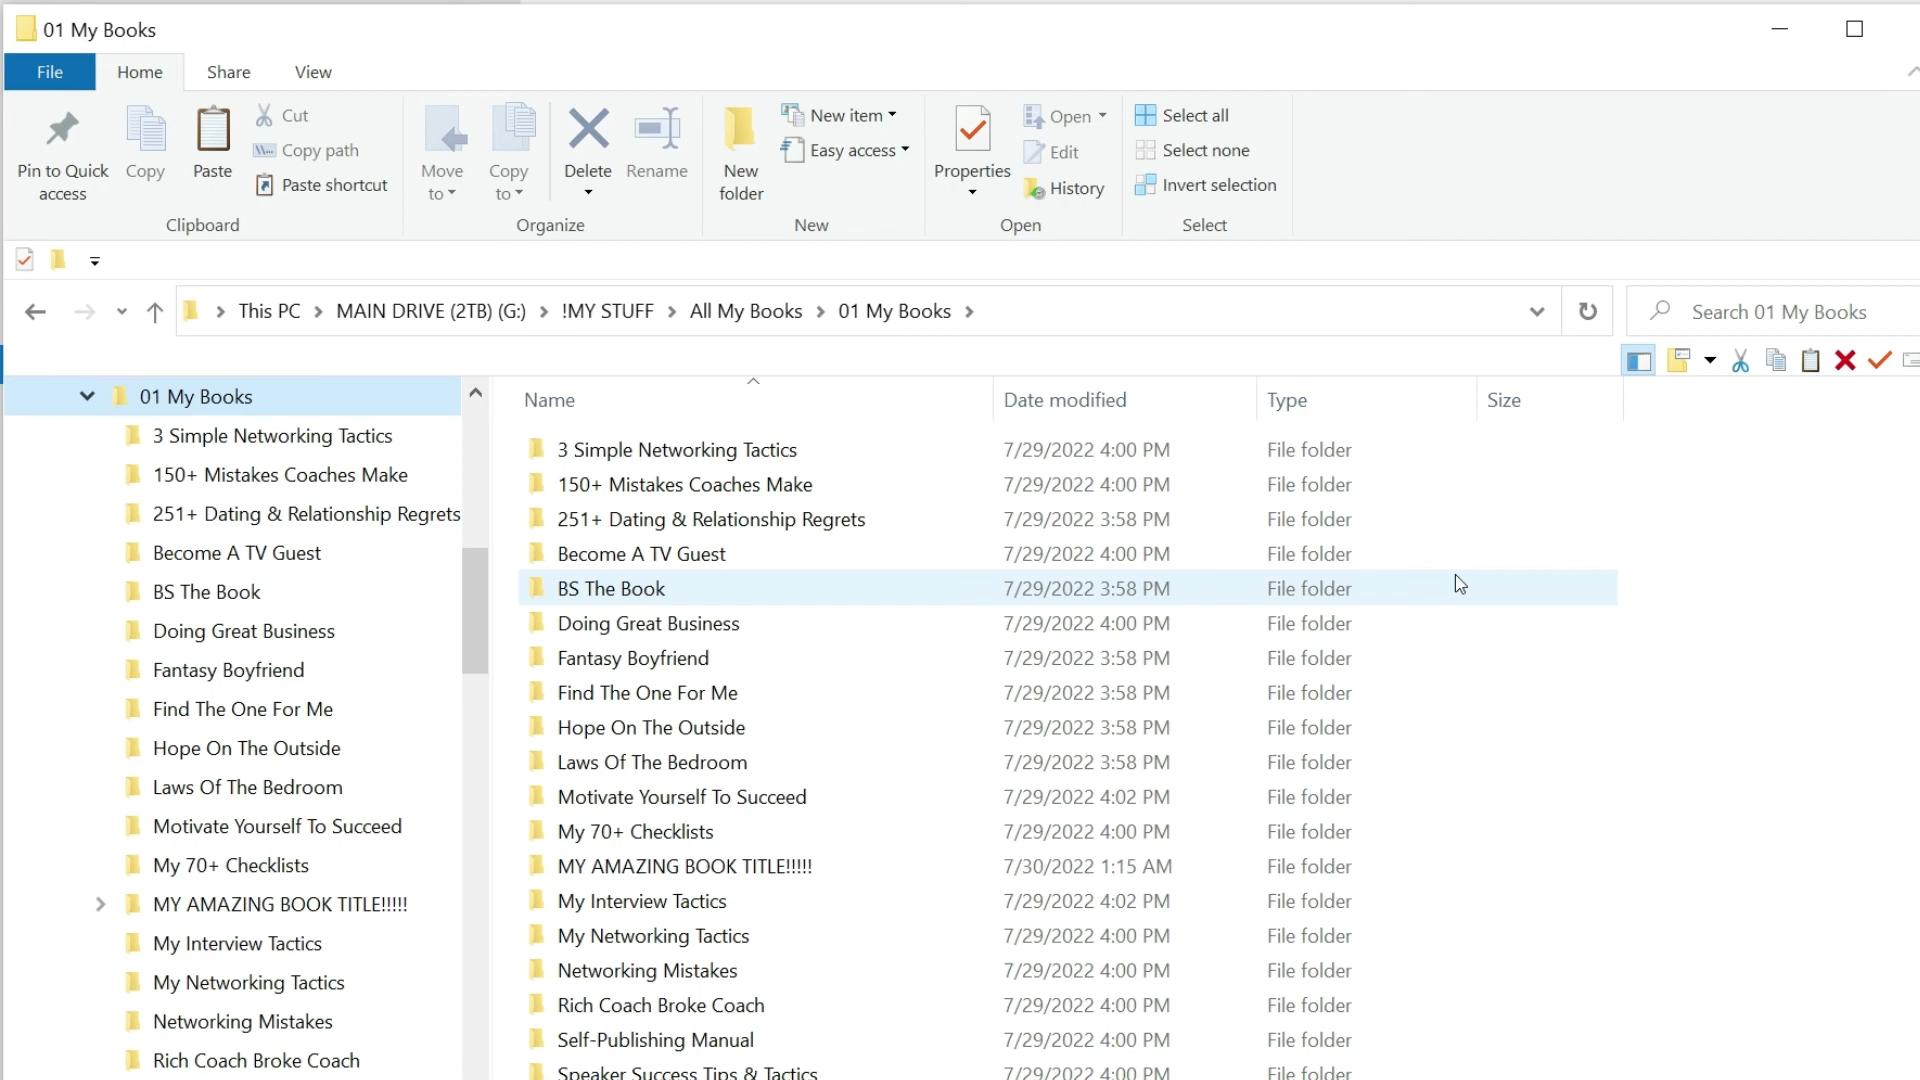 01 My Books
File Home Share View
Pin to Quick access
Copy
Paste
Cut
Copy path
Paste shortcut
Clipboard
Move to
Copy to
Delete
Rename
Organize
New folder
New item
Easy access
New
Properties
Open
Edit
History
Open
Select all
Select none
Invert selection
Select
This PC MAIN DRIVE (2TB) (G:) !MY STUFF All My Books 01 My Books
Search 01 My Books
01 My Books
3 Simple Networking Tactics
150+ Mistakes Coaches Make
251+ Dating & Relationship Regrets
Become A TV Guest
BS The Book
Doing Great Business
Fantasy Boyfriend
Find The One For Me
Hope On The Outside
Laws Of The Bedroom
Motivate Yourself To Succeed
My 70+ Checklists
MY AMAZING BOOK TITLE!!!!!
My Interview Tactics
My Networking Tactics
Networking Mistakes
Rich Coach Broke Coach
Name Date modified Type Size
3 Simple Networking Tactics 7/29/2022 4:00 PM File folder
150+ Mistakes Coaches Make 7/29/2022 4:00 PM File folder
251+ Dating & Relationship Regrets 7/29/2022 3:58 PM File folder
Become A TV Guest 7/29/2022 4:00 PM File folder
BS The Book 7/29/2022 3:58 PM File folder
Doing Great Business 7/29/2022 4:00 PM File folder
Fantasy Boyfriend 7/29/2022 3:58 PM File folder
Find The One For Me 7/29/2022 3:58 PM File folder
Hope On The Outside 7/29/2022 3:58 PM File folder
Laws Of The Bedroom 7/29/2022 3:58 PM File folder
Motivate Yourself To Succeed 7/29/2022 4:02 PM File folder
My 70+ Checklists 7/29/2022 4:00 PM File folder
MY AMAZING BOOK TITLE!!!!! 7/30/2022 1:15 AM File folder
My Interview Tactics 7/29/2022 4:02 PM File folder
My Networking Tactics 7/29/2022 4:00 PM File folder
Networking Mistakes 7/29/2022 4:00 PM File folder
Rich Coach Broke Coach 7/29/2022 4:00 PM File folder
Self-Publishing Manual 7/29/2022 4:00 PM File folder
Speaker Success Tips & Tactics 7/29/2022 4:00 PM File folder